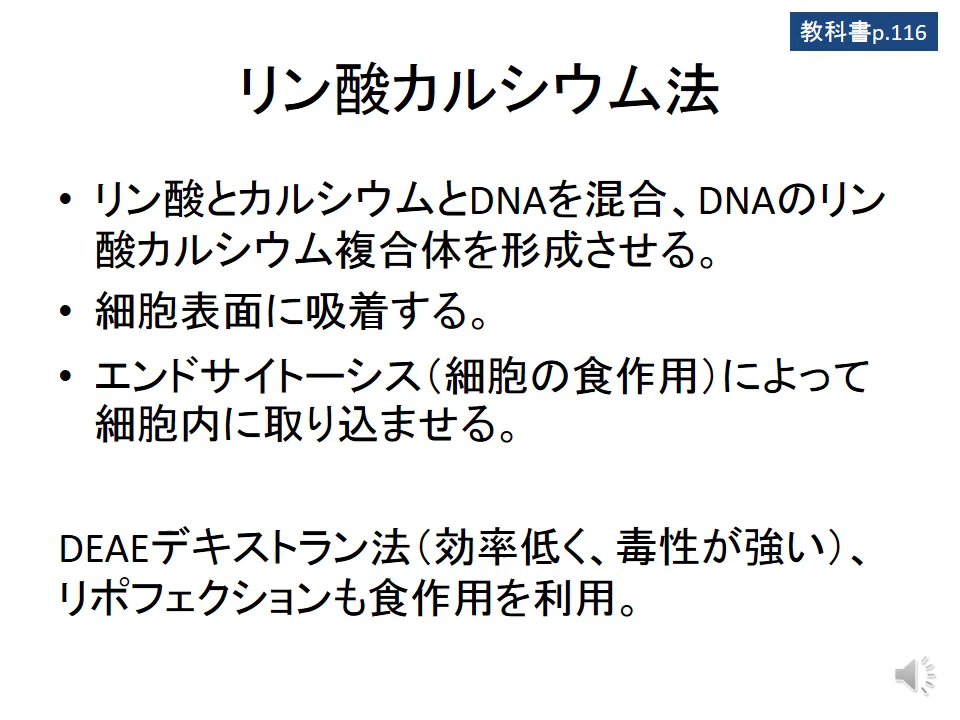 教科書p.116
リン酸カルシウム法
• リン酸とカルシウムとDNAを混合、DNAのリン
酸カルシウム複合体を形成させる。
• 細胞表面に吸着する。
• エンドサイトーシス（細胞の食作用）によって
細胞内に取り込ませる。
DEAEデキストラン法（効率低く、毒性が強い）、
リポフェクションも食作用を利用。